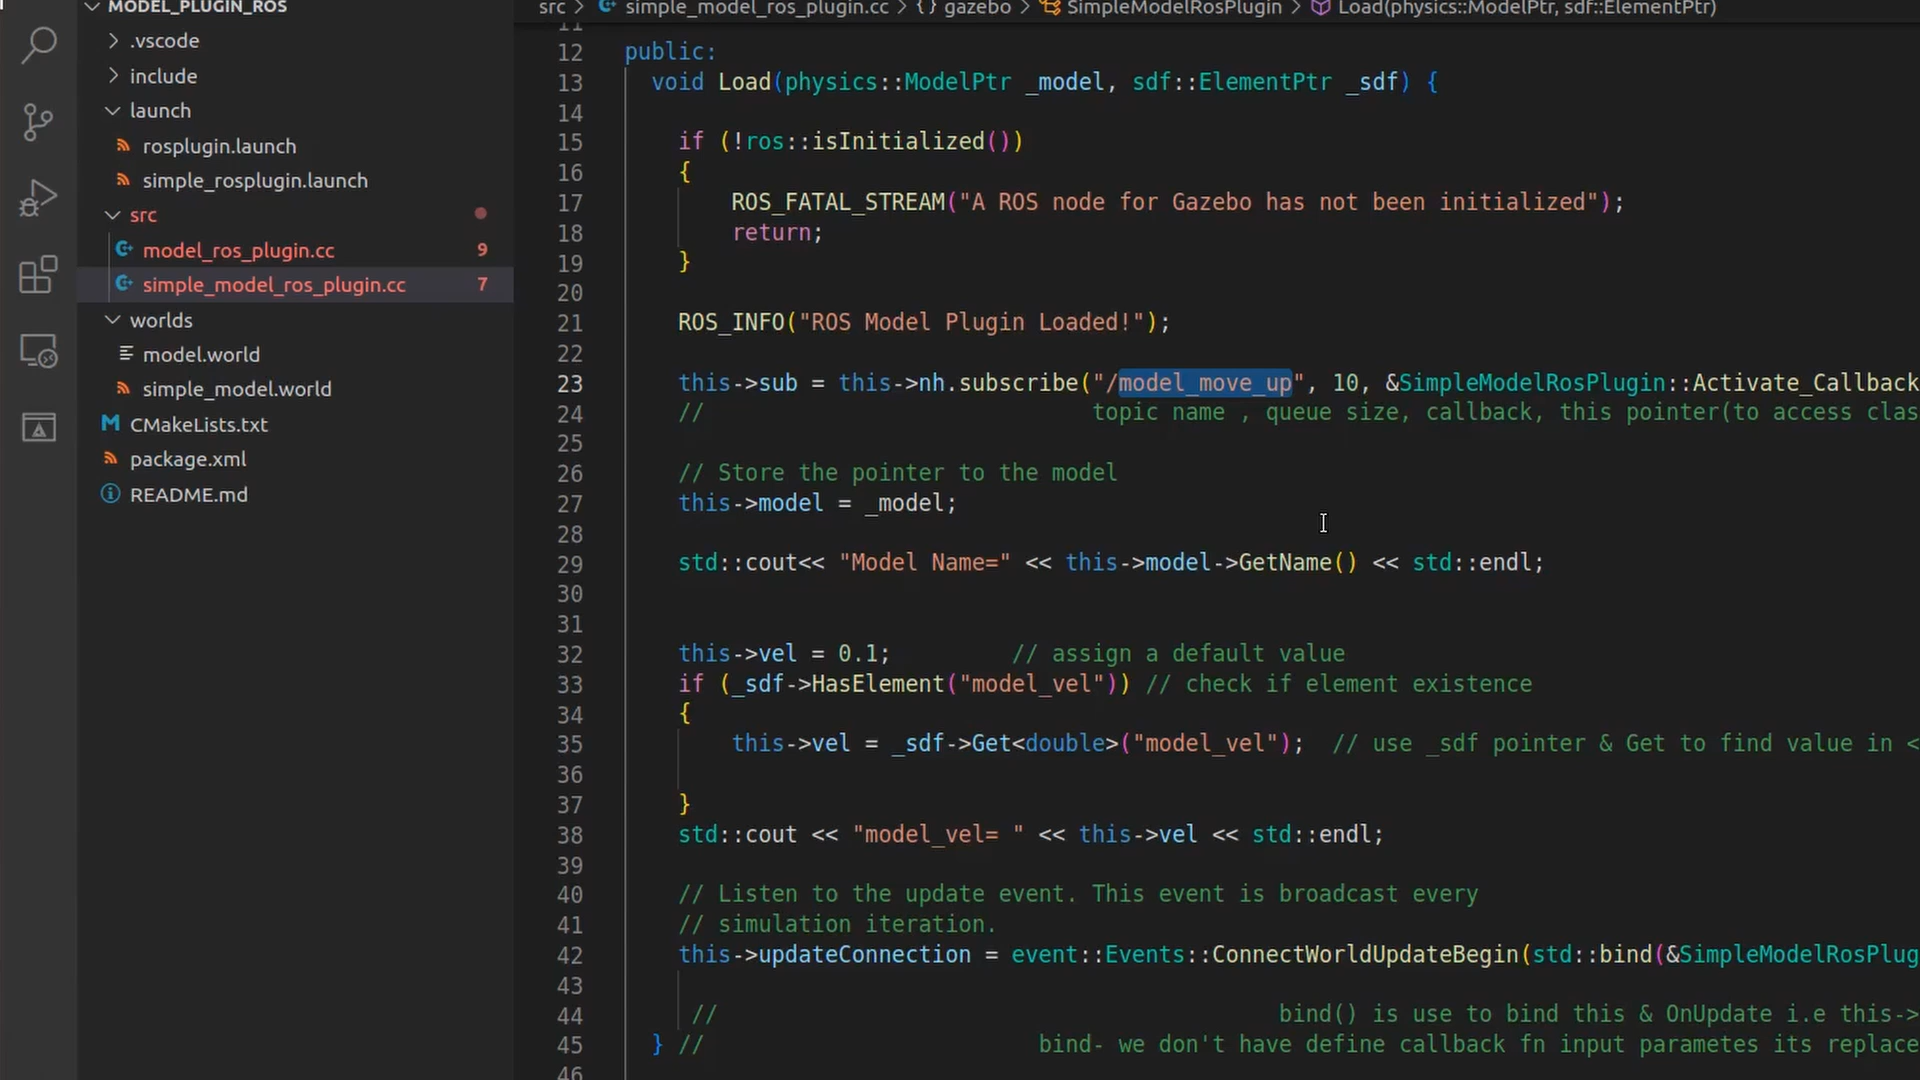 MODEL_PLUGIN_ROS
.vscode
include
launch
rosplugin.launch
simple_rosplugin.launch
src
model_ros_plugin.cc 9
simple_model_ros_plugin.cc 7
worlds
model.world
simple_model.world
CMakeLists.txt
package.xml
README.md
src > simple_model_ros_plugin.cc > {} gazebo > SimpleModelRosPlugin > Load(physics::ModelPtr, sdf::ElementPtr)
11
12 public:
13 void Load(physics::ModelPtr _model, sdf::ElementPtr _sdf) {
14
15 if (!ros::isInitialized())
16 {
17 ROS_FATAL_STREAM("A ROS node for Gazebo has not been initialized");
18 return;
19 }
20
21 ROS_INFO("ROS Model Plugin Loaded!");
22
23 this->sub = this->nh.subscribe("/model_move_up", 10, &SimpleModelRosPlugin::Activate_Callback
24 // topic name , queue size, callback, this pointer(to access clas
25
26 // Store the pointer to the model
27 this->model = _model;
28
29 std::cout<< "Model Name=" << this->model->GetName() << std::endl;
30
31
32 this->vel = 0.1; // assign a default value
33 if (_sdf->HasElement("model_vel")) // check if element existence
34 {
35 this->vel = _sdf->Get<double>("model_vel"); // use _sdf pointer & Get to find value in <
36
37 }
38 std::cout << "model_vel= " << this->vel << std::endl;
39
40 // Listen to the update event. This event is broadcast every
41 // simulation iteration.
42 this->updateConnection = event::Events::ConnectWorldUpdateBegin(std::bind(&SimpleModelRosPlug
43
44 // bind() is use to bind this & OnUpdate i.e this->
45 } // bind- we don't have define callback fn input parametes its replace
46